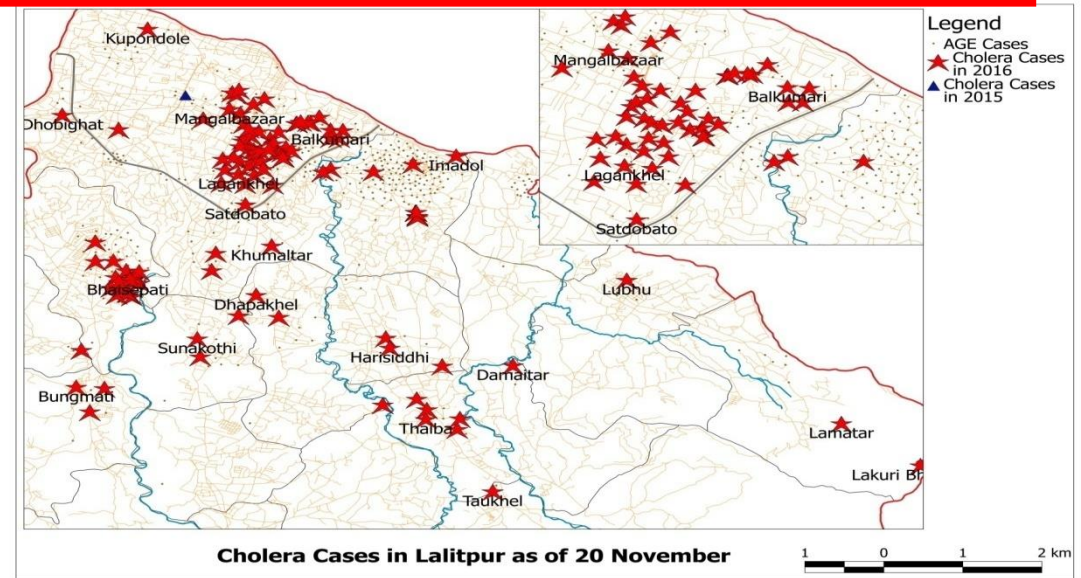 Legend
AGE Cases
Cholera Cases
in 2016
Cholera Cases
in 2015
Kupondole
Dhobighat
Mangalbazaar
Balkumari
Imadol
Lagankhel
Satdobato
Khumaltar
Bhaisepati
Dhapakhel
Sunakothi
Harisiddhi
Bungmati
Thaiba
Damaitar
Taukhel
Lubhu
Lamatar
Lakuri Bh
Mangalbazaar
Balkumari
Lagankhel
Satdobato
Cholera Cases in Lalitpur as of 20 November
1 0 1 2 km